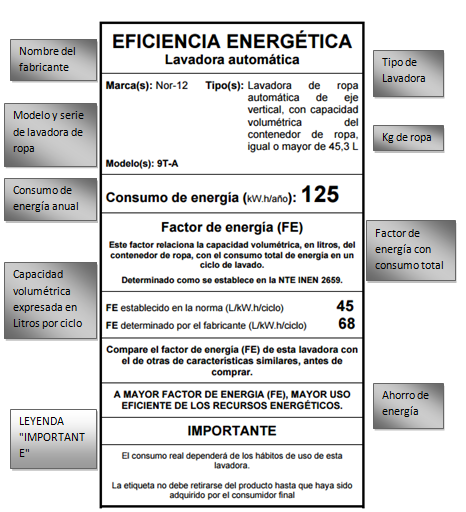 EFICIENCIA ENERGÉTICA
Lavadora automática
Nombre del
fabricante
Tipo de
Lavadora
Marca(s): Nor-12
Tipo(s): Lavadora de ropa
automática de eje
vertical, con capacidad
volumétrica del
contenedor de ropa,
igual o mayor de 45,3 L
Modelo y serie
de lavadora de
ropa
Kg de ropa
Modelo(s): 9T-A
Consumo de
energía anual
Consumo de energía (kW.h/año): 125
Factor de energía (FE)
Este factor relaciona la capacidad volumétrica, en litros, del
contenedor de ropa, con el consumo total de energía en un
ciclo de lavado.
Determinado como se establece en la NTE INEN 2659.
Factor de
energía con
consumo total
Capacidad
volumétrica
expresada en
Litros por ciclo
FE establecido en la norma (L/kW.h/ciclo) 45
FE determinado por el fabricante (L/kW.h/ciclo) 68
Compare el factor de energía (FE) de esta lavadora con
el de otras de características similares, antes de
comprar.
A MAYOR FACTOR DE ENERGIA (FE), MAYOR USO
EFICIENTE DE LOS RECURSOS ENERGÉTICOS.
Ahorro de
energía
LEYENDA
"IMPORTANT
E"
IMPORTANTE
El consumo real dependerá de los hábitos de uso de esta
lavadora.
La etiqueta no debe retirarse del producto hasta que haya sido
adquirido por el consumidor final